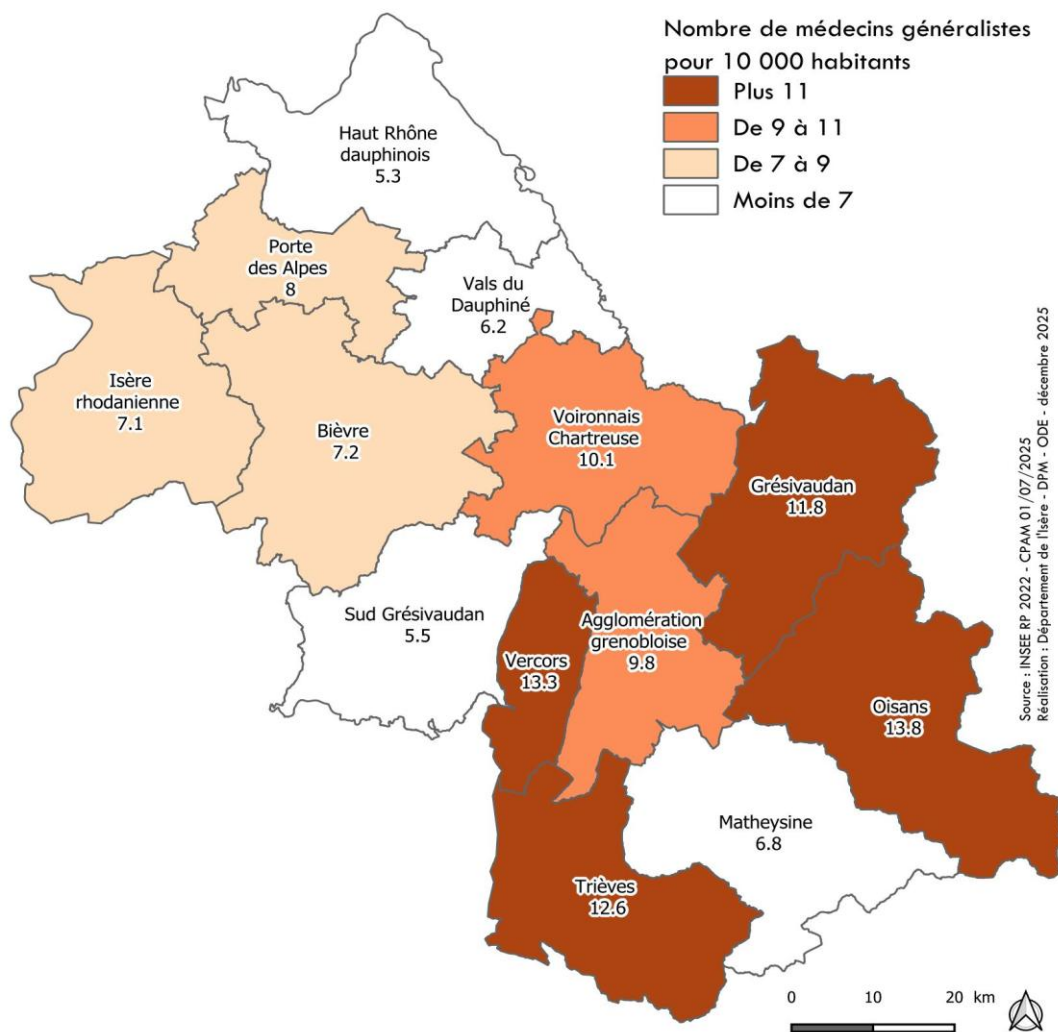 Nombre de médecins généralistes
pour 10 000 habitants
Plus 11
De 9 à 11
De 7 à 9
Moins de 7
Haut Rhône
dauphinois
5.3
Porte
des Alpes
8
Vals du
Dauphiné
6.2
Isère
rhodanienne
7.1
Bièvre
7.2
Voironnais
Chartreuse
10.1
Grésivaudan
11.8
Sud Grésivaudan
5.5
Vercors
13.3
Agglomération
grenobloise
9.8
Oisans
13.8
Matheysine
6.8
Trièves
12.6
Source : INSEE RP 2022 - CPAM 01/07/2025
Réalisation : Département de l'Isère - DPM - ODE - décembre 2025
0 10 20 km